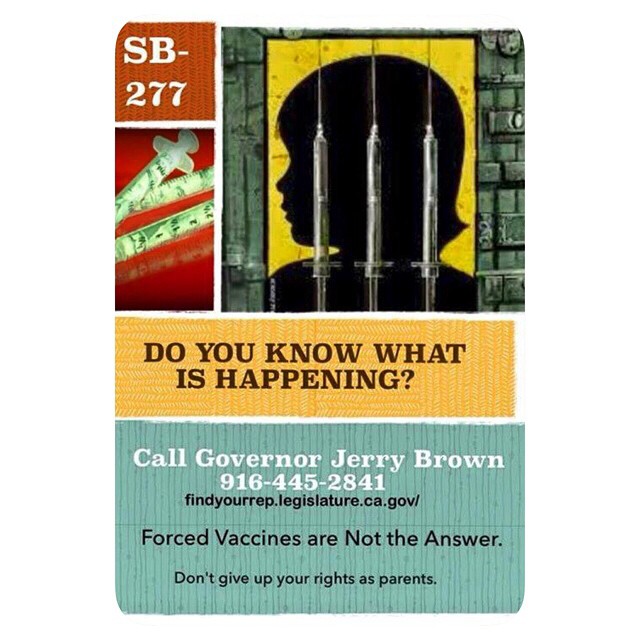 SB-
277
DO YOU KNOW WHAT
IS HAPPENING?
Call Governor Jerry Brown
916-445-2841
findyourrep.legislature.ca.gov/
Forced Vaccines are Not the Answer.
Don't give up your rights as parents.